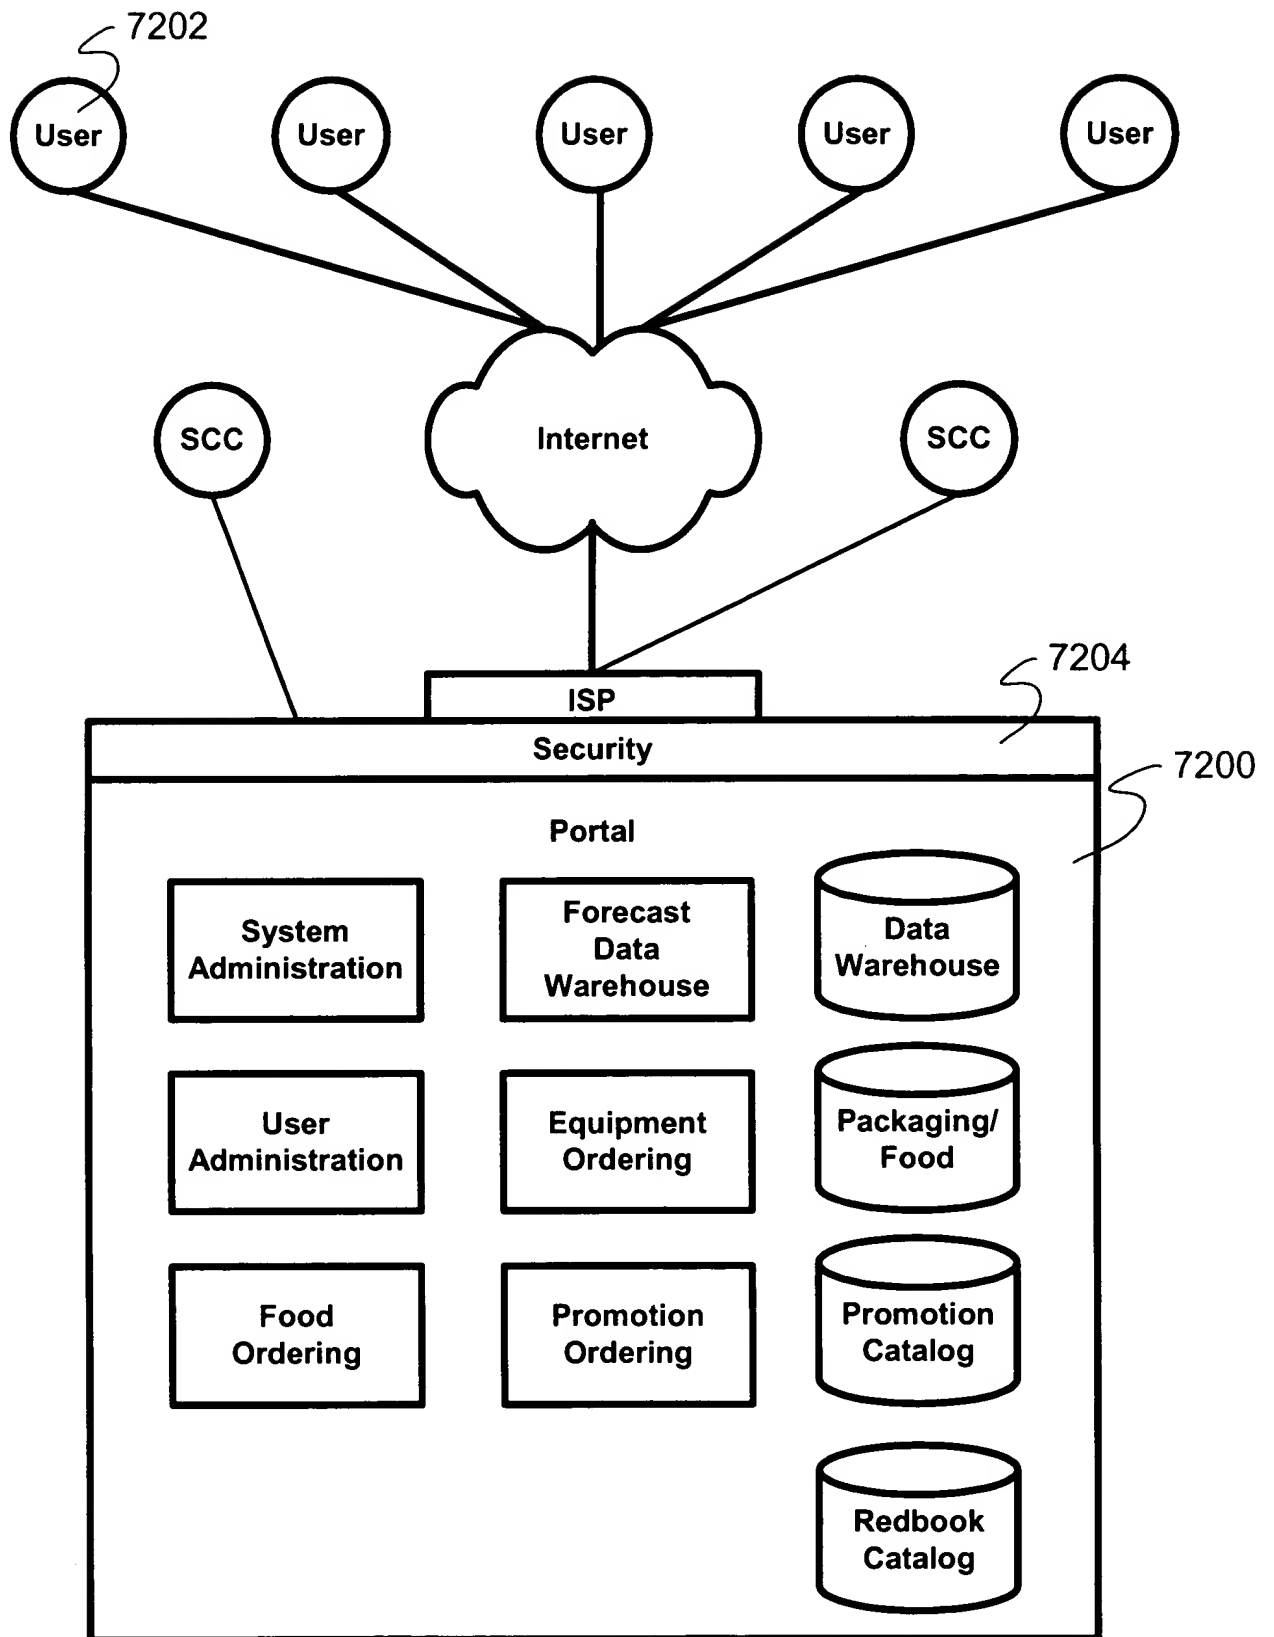 7202
User
User
User
User
User
SCC
Internet
SCC
7204
ISP
Security
7200
Portal
System
Administration
Forecast
Data
Warehouse
Data
Warehouse
User
Administration
Equipment
Ordering
Packaging/
Food
Food
Ordering
Promotion
Ordering
Promotion
Catalog
Redbook
Catalog